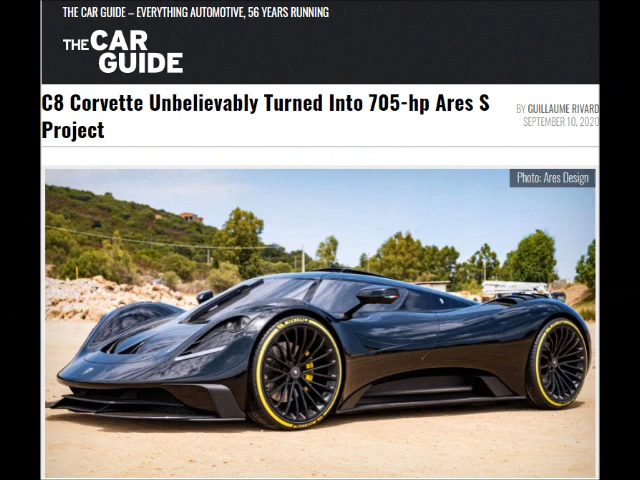 THE CAR GUIDE – EVERYTHING AUTOMOTIVE, 56 YEARS RUNNING
THE CAR
GUIDE
C8 Corvette Unbelievably Turned Into 705-hp Ares S
Project
BY GUILLAUME RIVARD
SEPTEMBER 10, 2020
Photo: Ares Design